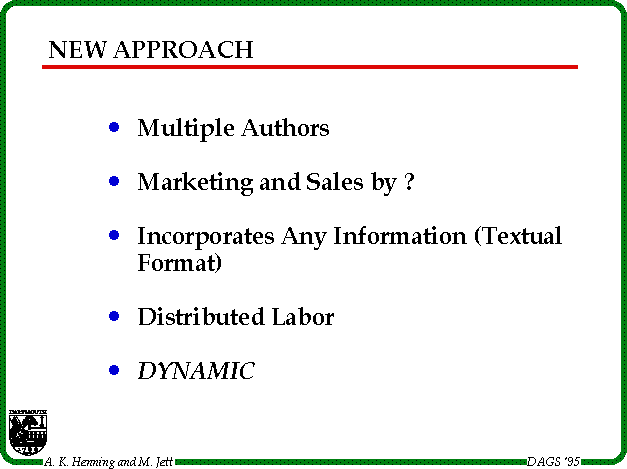 NEW APPROACH
• Multiple Authors
• Marketing and Sales by ?
• Incorporates Any Information (Textual
Format)
• Distributed Labor
• DYNAMIC
DARTMOUTH
A. K. Henning and M. Jett
DAGS '95